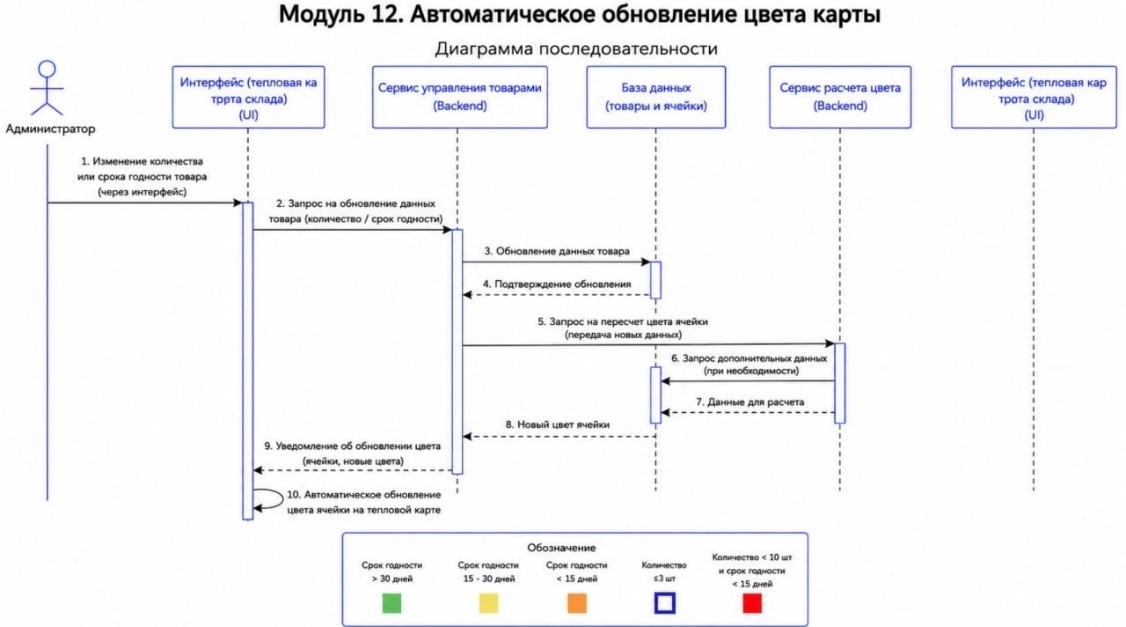 Модуль 12. Автоматическое обновление цвета карты
Диаграмма последовательности
Администратор
Интерфейс (тепловая ка
трта склада)
(UI)
Сервис управления товарами
(Backend)
База данных
(товары и ячейки)
Сервис расчета цвета
(Backend)
Интерфейс (тепловая кар
трота склада)
(UI)
1. Изменение количества
или срока годности товара
(через интерфейс)
2. Запрос на обновление данных
товара (количество / срок годности)
3. Обновление данных товара
4. Подтверждение обновления
5. Запрос на пересчет цвета ячейки
(передача новых данных)
6. Запрос дополнительных данных
(при необходимости)
7. Данные для расчета
8. Новый цвет ячейки
9. Уведомление об обновлении цвета
(ячейки, новые цвета)
10. Автоматическое обновление
цвета ячейки на тепловой карте
Обозначение
Срок годности
> 30 дней
Срок годности
15 - 30 дней
Срок годности
< 15 дней
Количество
≤3 шт
Количество < 10 шт
и срок годности
< 15 дней